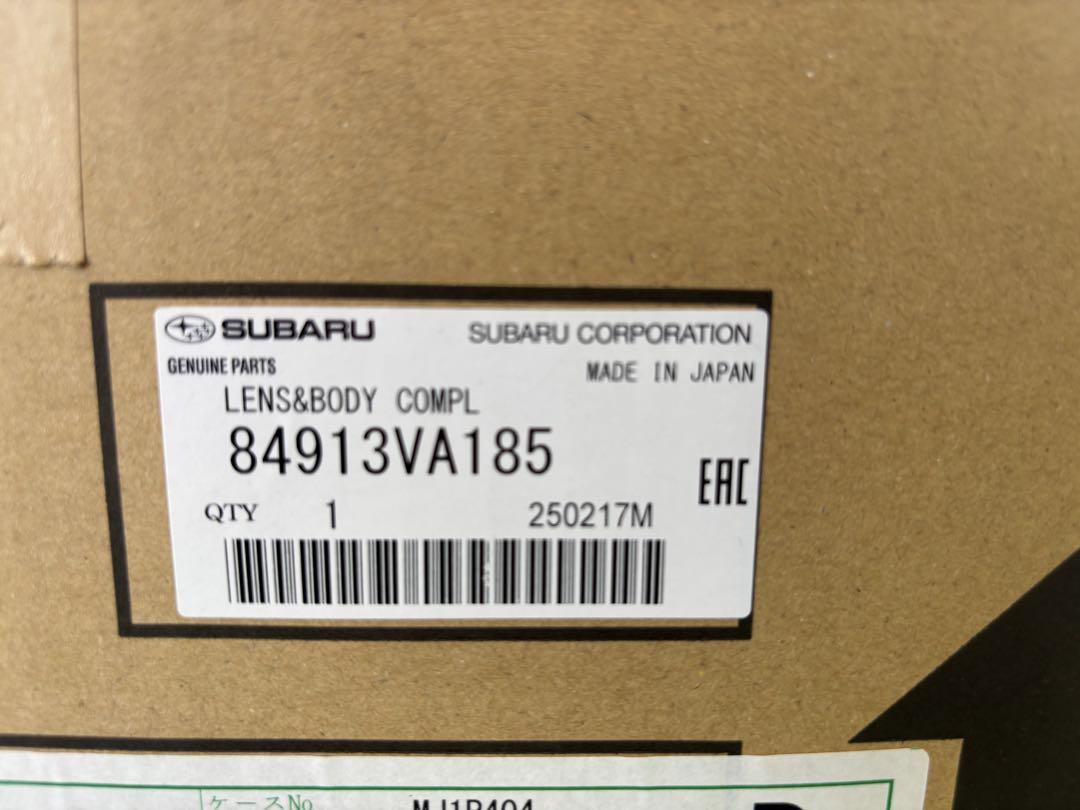 SUBARU SUBARU CORPORATION
GENUINE PARTS MADE IN JAPAN
LENS&BODY COMPL
84913VA185
EAC
QTY 1 250217M
ケースNo